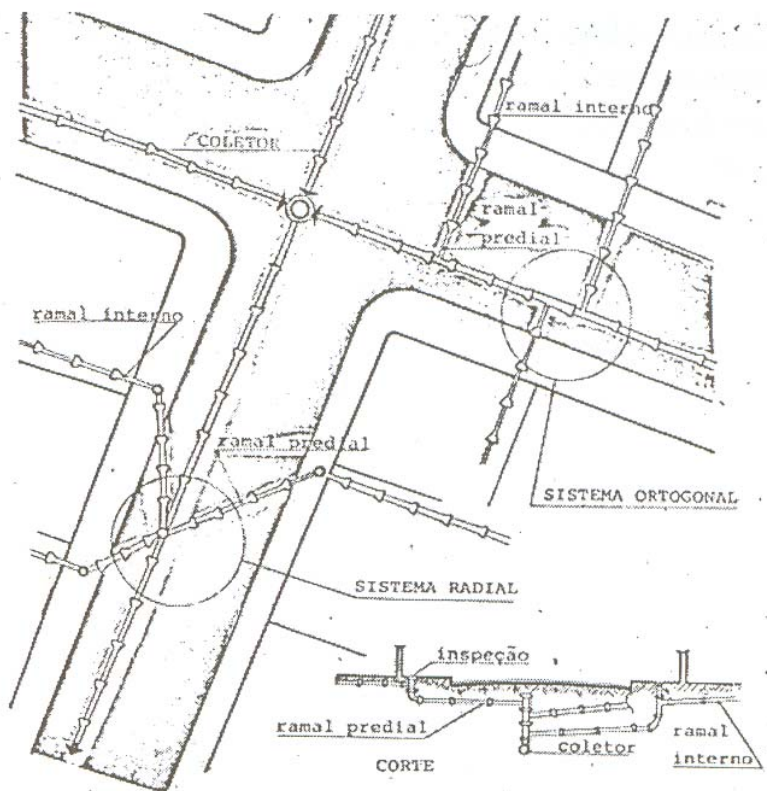 ramal interno
COLETOR
ramal
predial
ramal interno
ramal predial
SISTEMA ORTOGONAL
SISTEMA RADIAL
inspeção
ramal predial
coletor
ramal
interno
CORTE